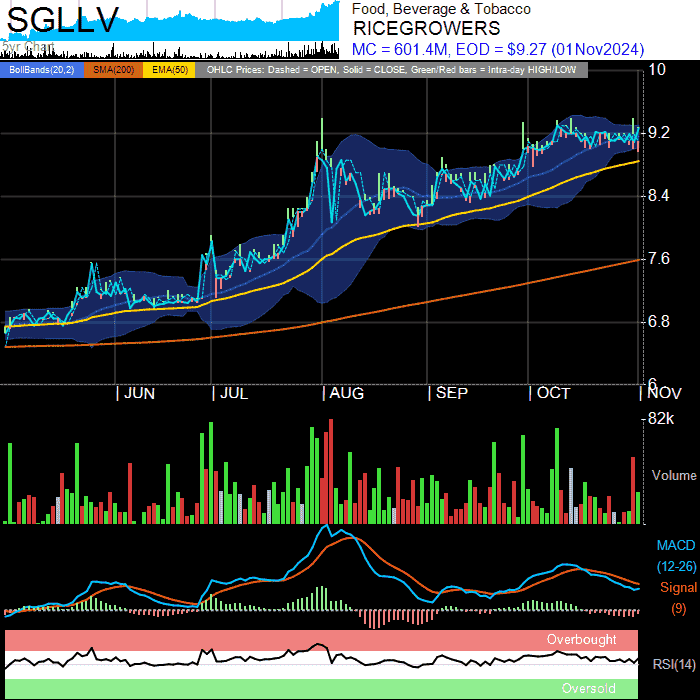 SGLLV
5yr Chart
Food, Beverage & Tobacco
RICEGROWERS
MC = 601.4M, EOD = $9.27 (01Nov2024)
BollBands(20,2) SMA(200) EMA(50) OHLC Prices: Dashed = OPEN, Solid = CLOSE, Green/Red bars = Intra-day HIGH/LOW
10
9.2
8.4
7.6
6.8
6
JUN JUL AUG SEP OCT NOV
82k
Volume
MACD
(12-26)
Signal
(9)
Overbought
RSI(14)
Oversold